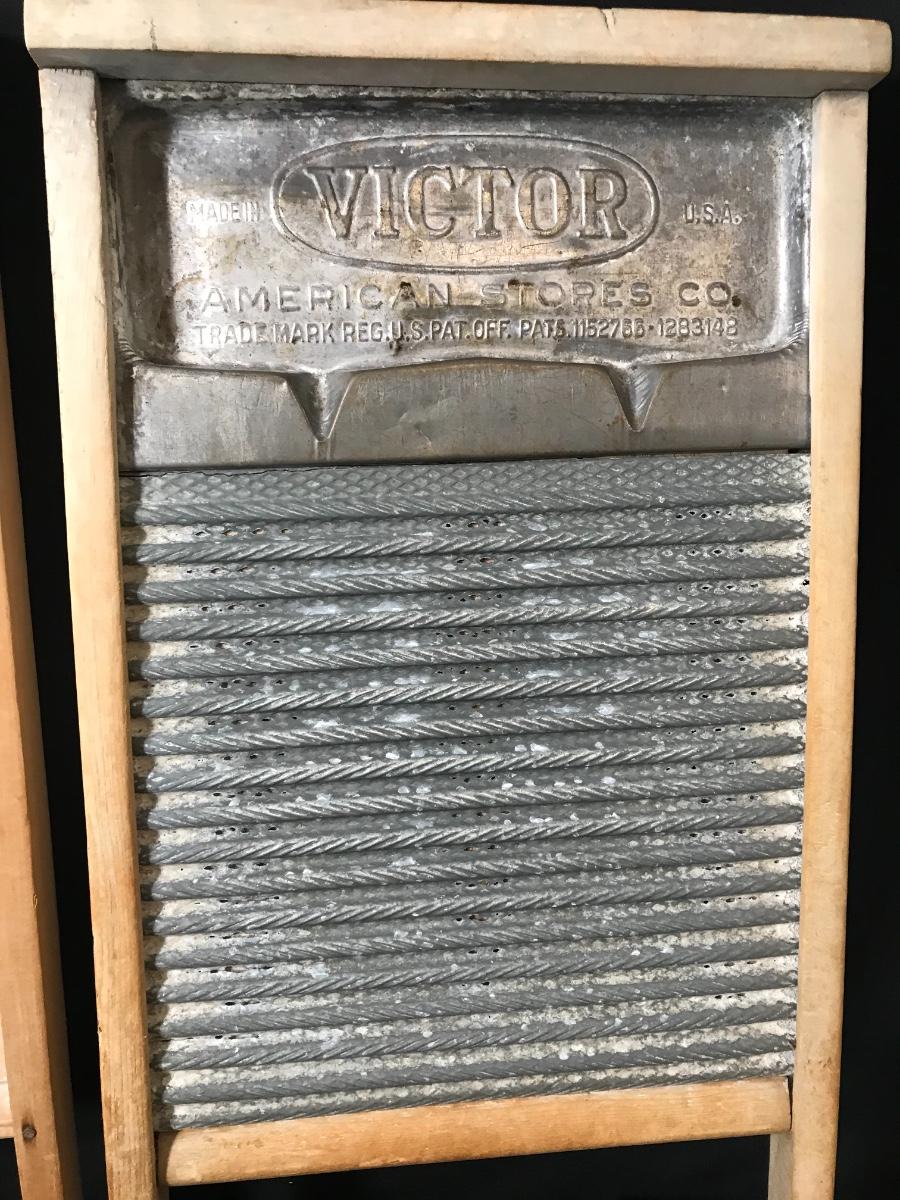 VICTOR
MADE IN U.S.A.
AMERICAN STORES CO.
TRADE MARK REG. U.S. PAT. OFF. PATS. 1152766 · 1283148